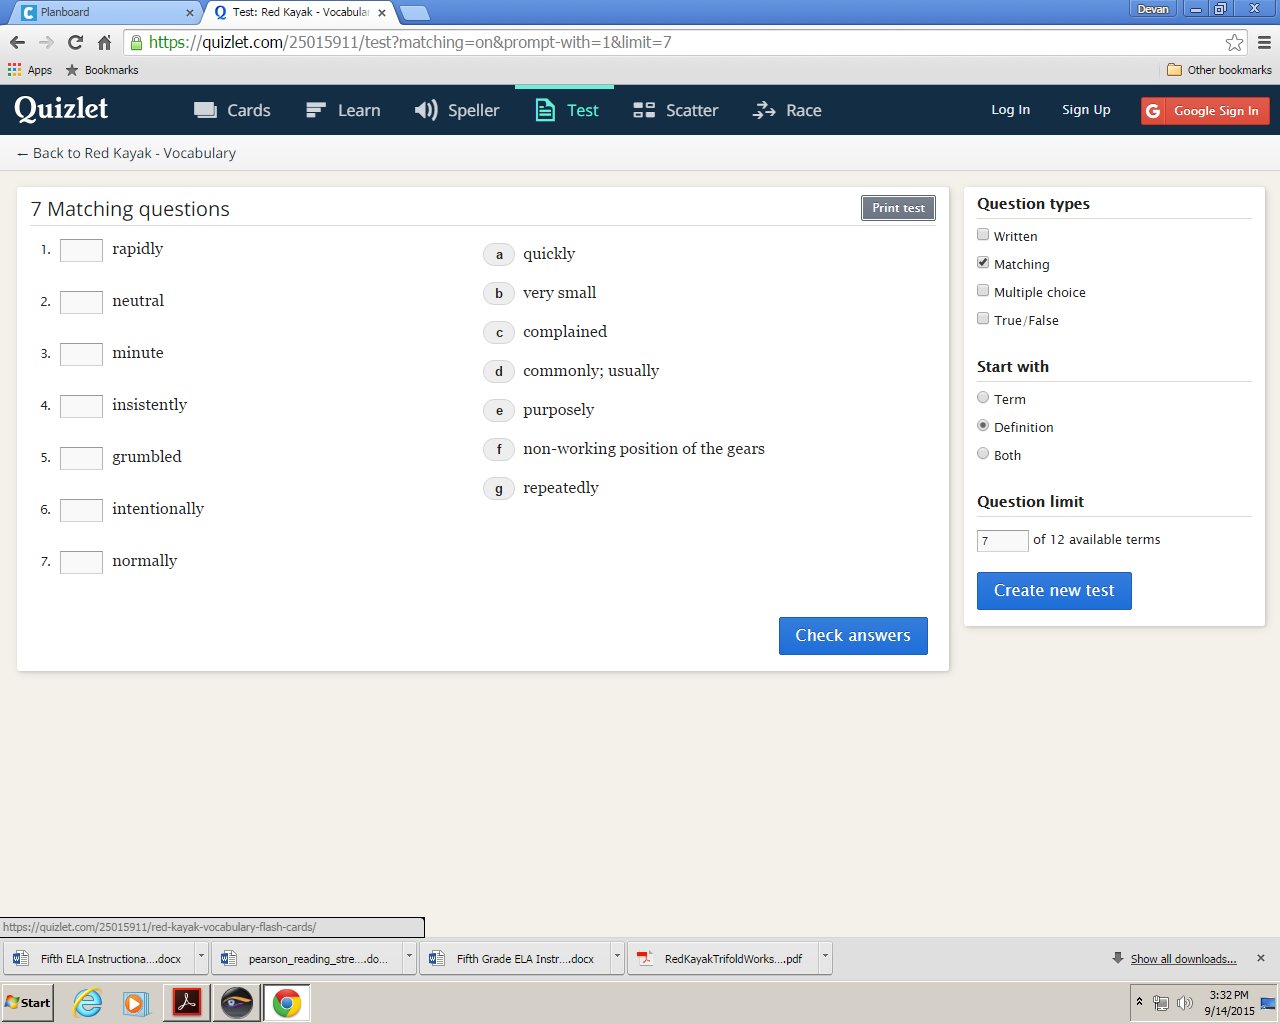 Planboard
Test: Red Kayak - Vocabular
Devan
https://quizlet.com/25015911/test?matching=on&prompt-with=1&limit=7
Apps
Bookmarks
Other bookmarks
Quizlet
Cards
Learn
Speller
Test
Scatter
Race
Log In
Sign Up
Google Sign In
← Back to Red Kayak - Vocabulary
7 Matching questions
Print test
1. rapidly
2. neutral
3. minute
4. insistently
5. grumbled
6. intentionally
7. normally
a quickly
b very small
c complained
d commonly; usually
e purposely
f non-working position of the gears
g repeatedly
Check answers
Question types
Written
Matching
Multiple choice
True/False
Start with
Term
Definition
Both
Question limit
7 of 12 available terms
Create new test
https://quizlet.com/25015911/red-kayak-vocabulary-flash-cards/
Fifth ELA Instructiona....docx
pearson_reading_stre....do...
Fifth Grade ELA Instr....docx
RedKayakTrifoldWorks....pdf
Show all downloads...
Start
3:32 PM
9/14/2015